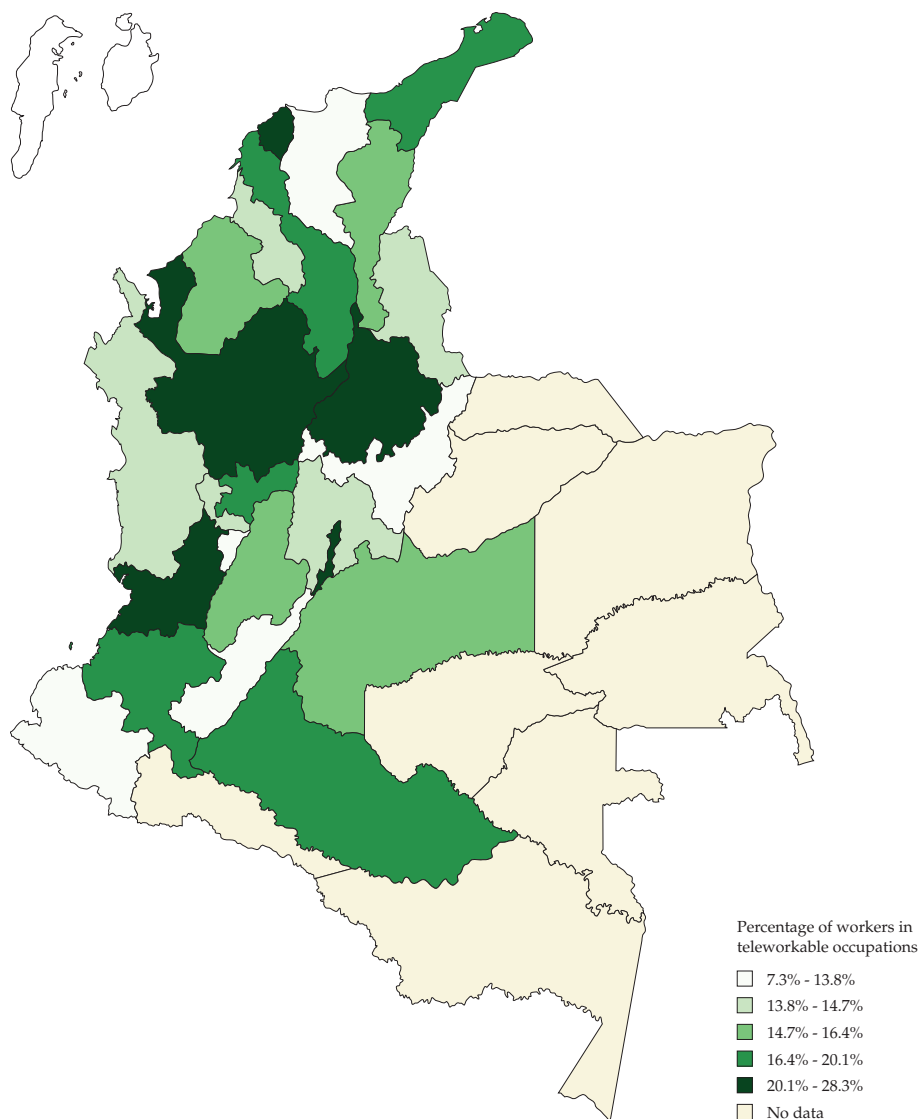 Percentage of workers in
teleworkable occupations
7.3% - 13.8%
13.8% - 14.7%
14.7% - 16.4%
16.4% - 20.1%
20.1% - 28.3%
No data